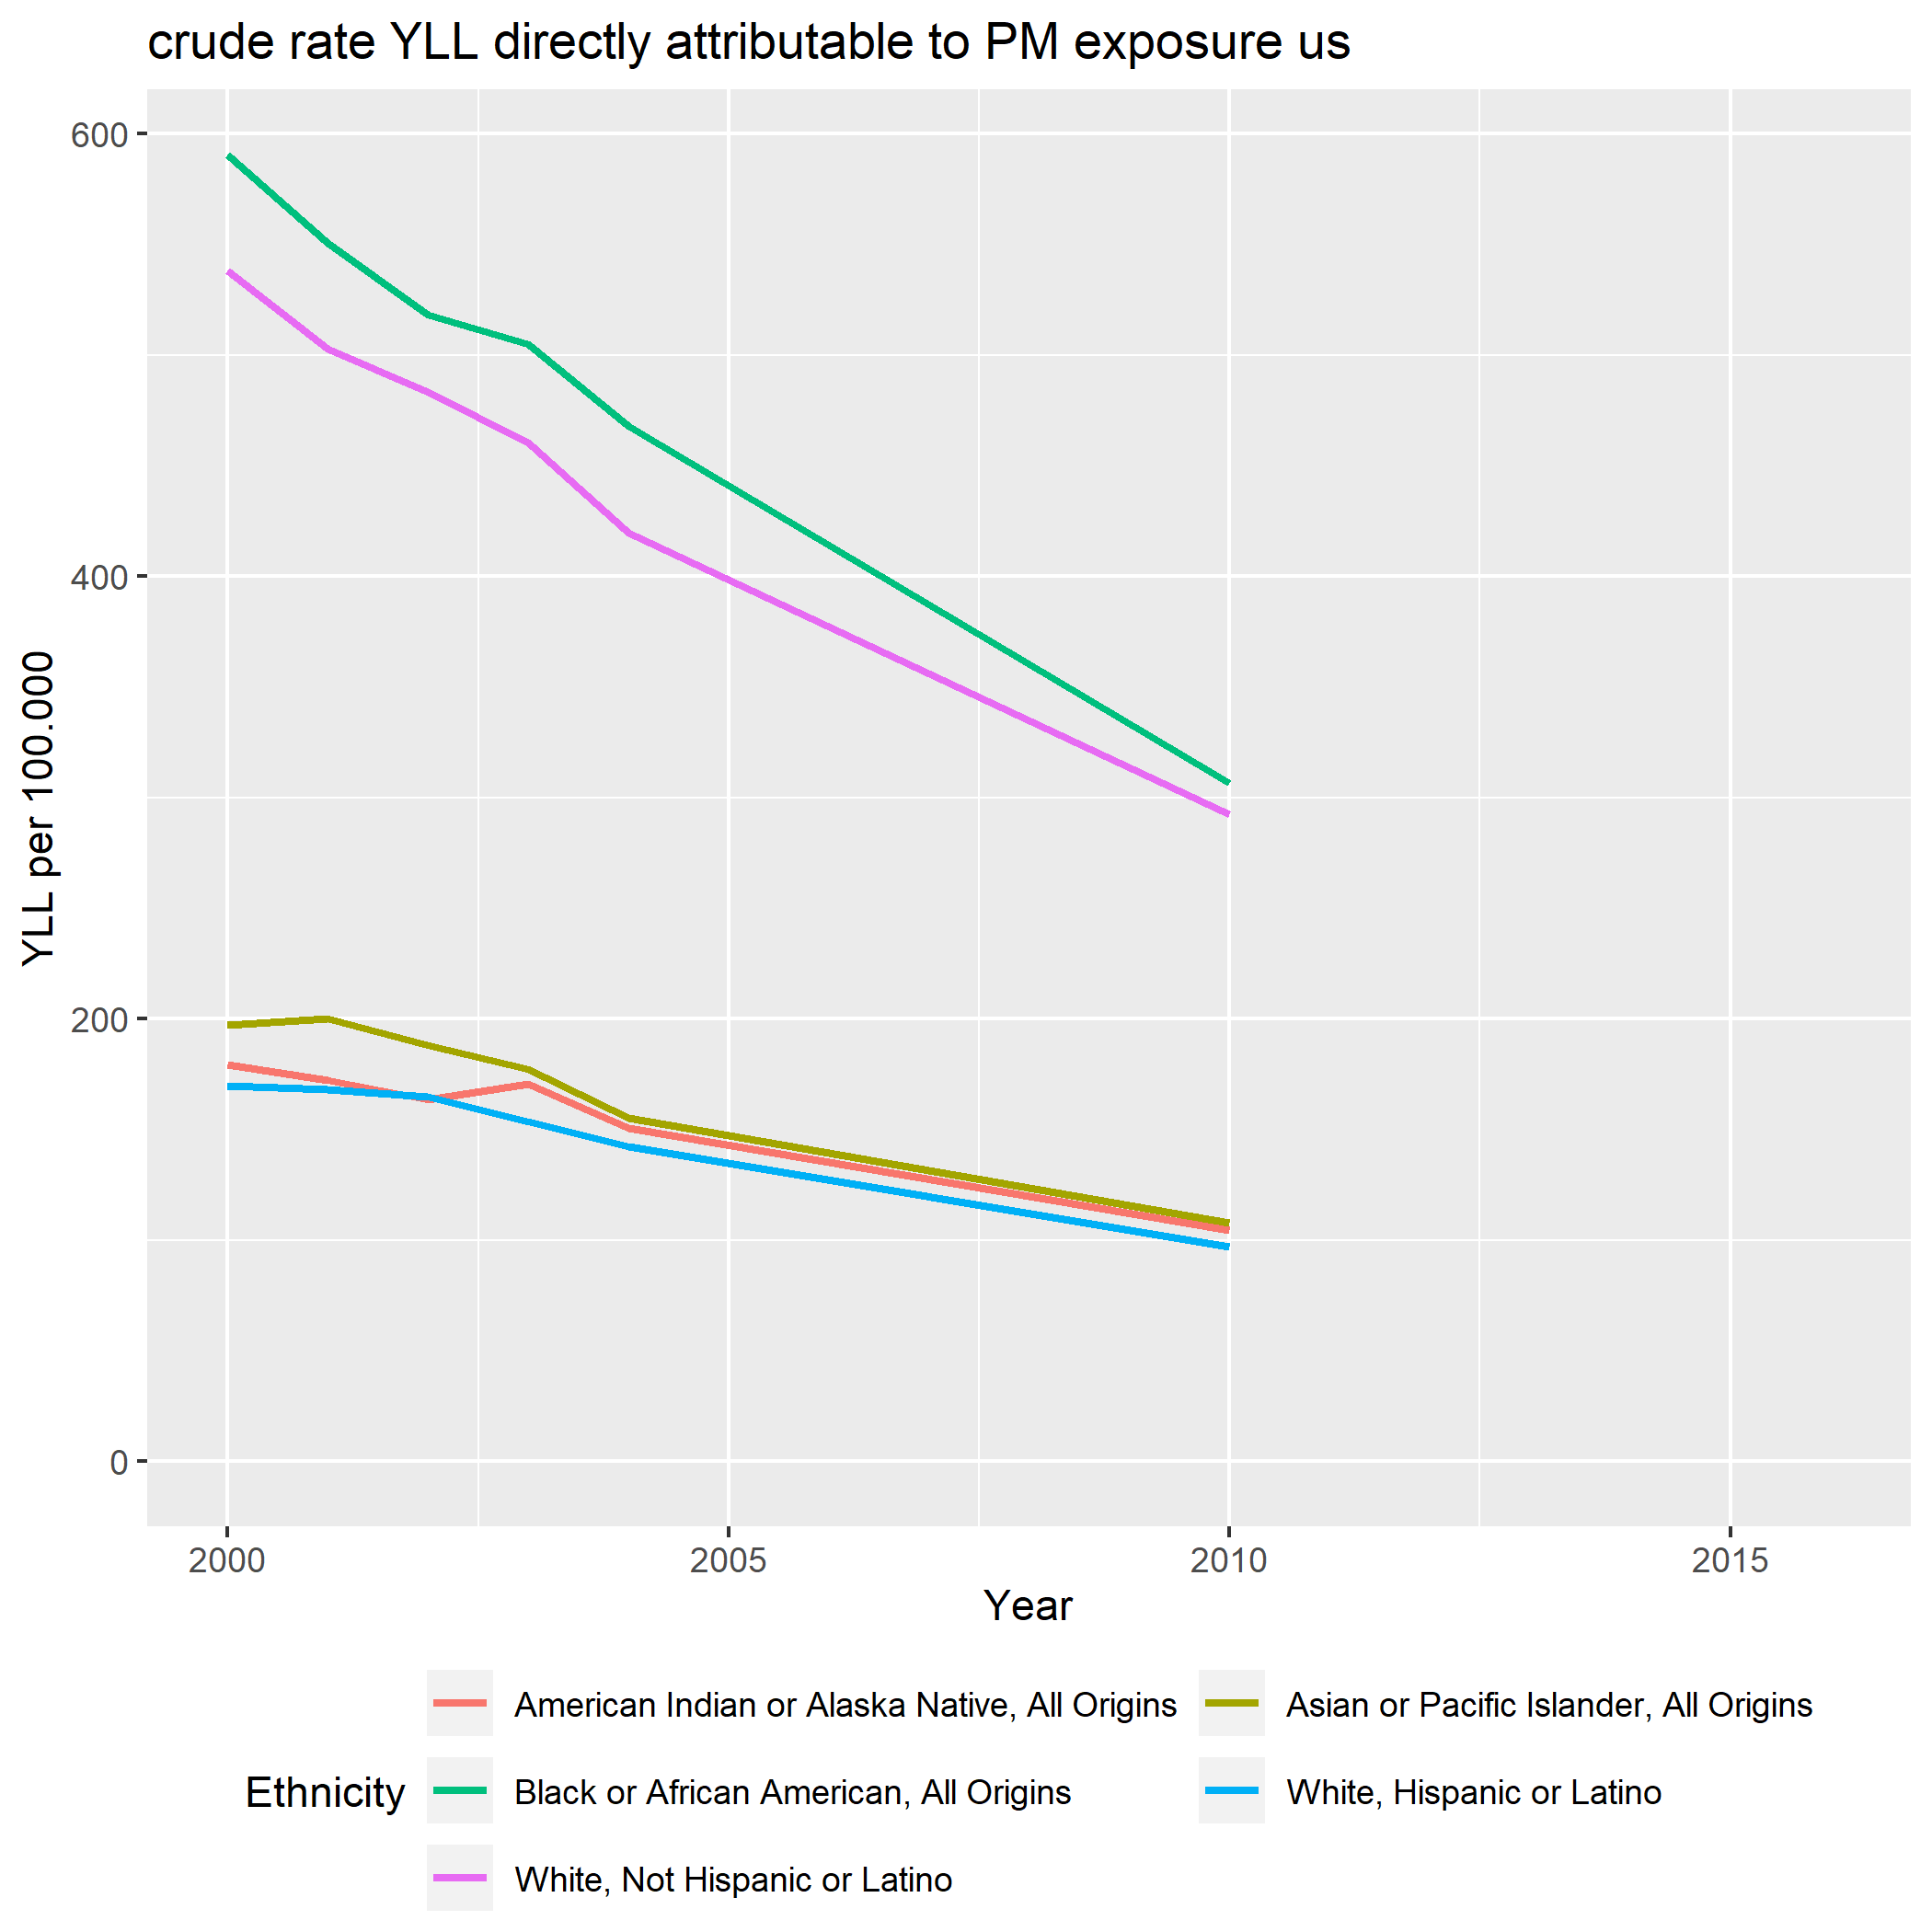 crude rate YLL directly attributable to PM exposure us
YLL per 100.000
600
400
200
0
2000
2005
2010
2015
Year
Ethnicity
American Indian or Alaska Native, All Origins
Asian or Pacific Islander, All Origins
Black or African American, All Origins
White, Hispanic or Latino
White, Not Hispanic or Latino